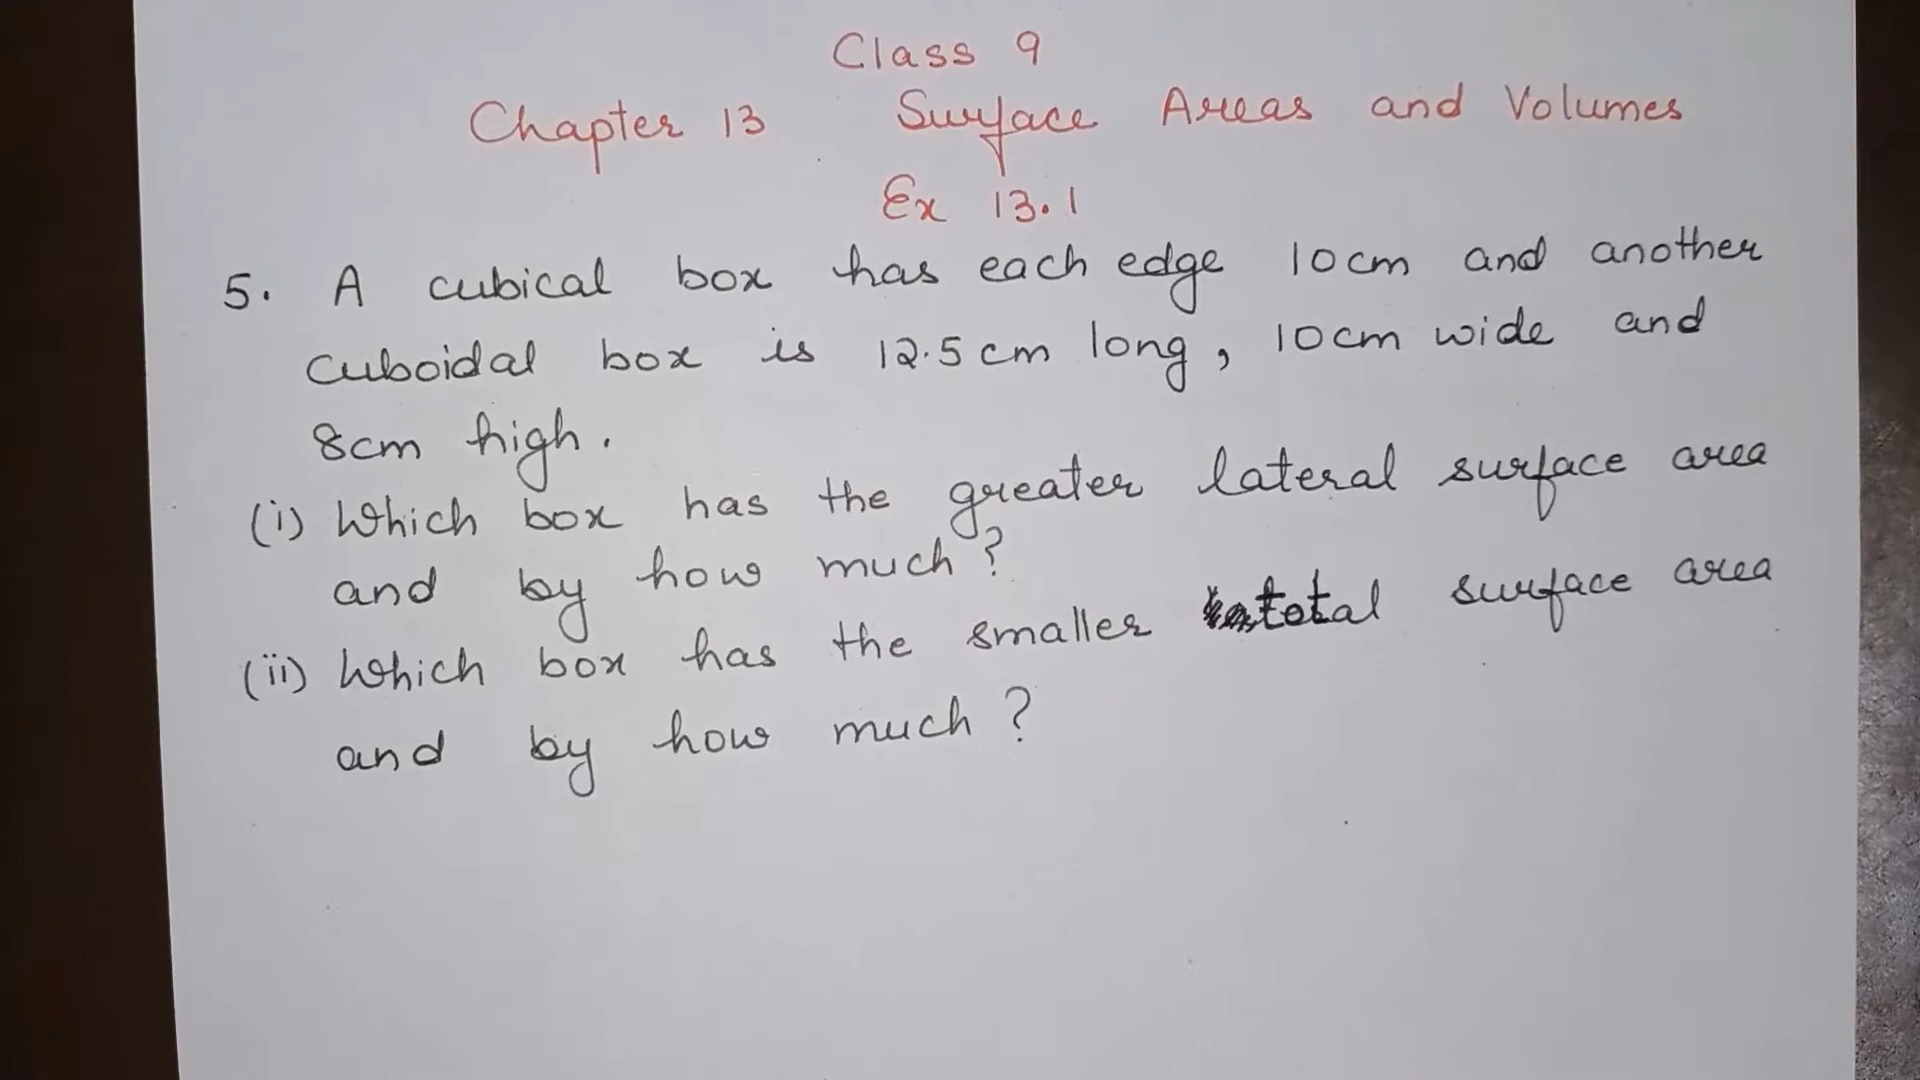 Class 9
Chapter 13 Surface Areas and Volumes
Ex 13.1
5. A cubical box has each edge 10cm and another
cuboidal box is 12.5cm long, 10cm wide and
8cm high.
(i) Which box has the greater lateral surface area
and by how much?
(ii) Which box has the smaller total surface area
and by how much?